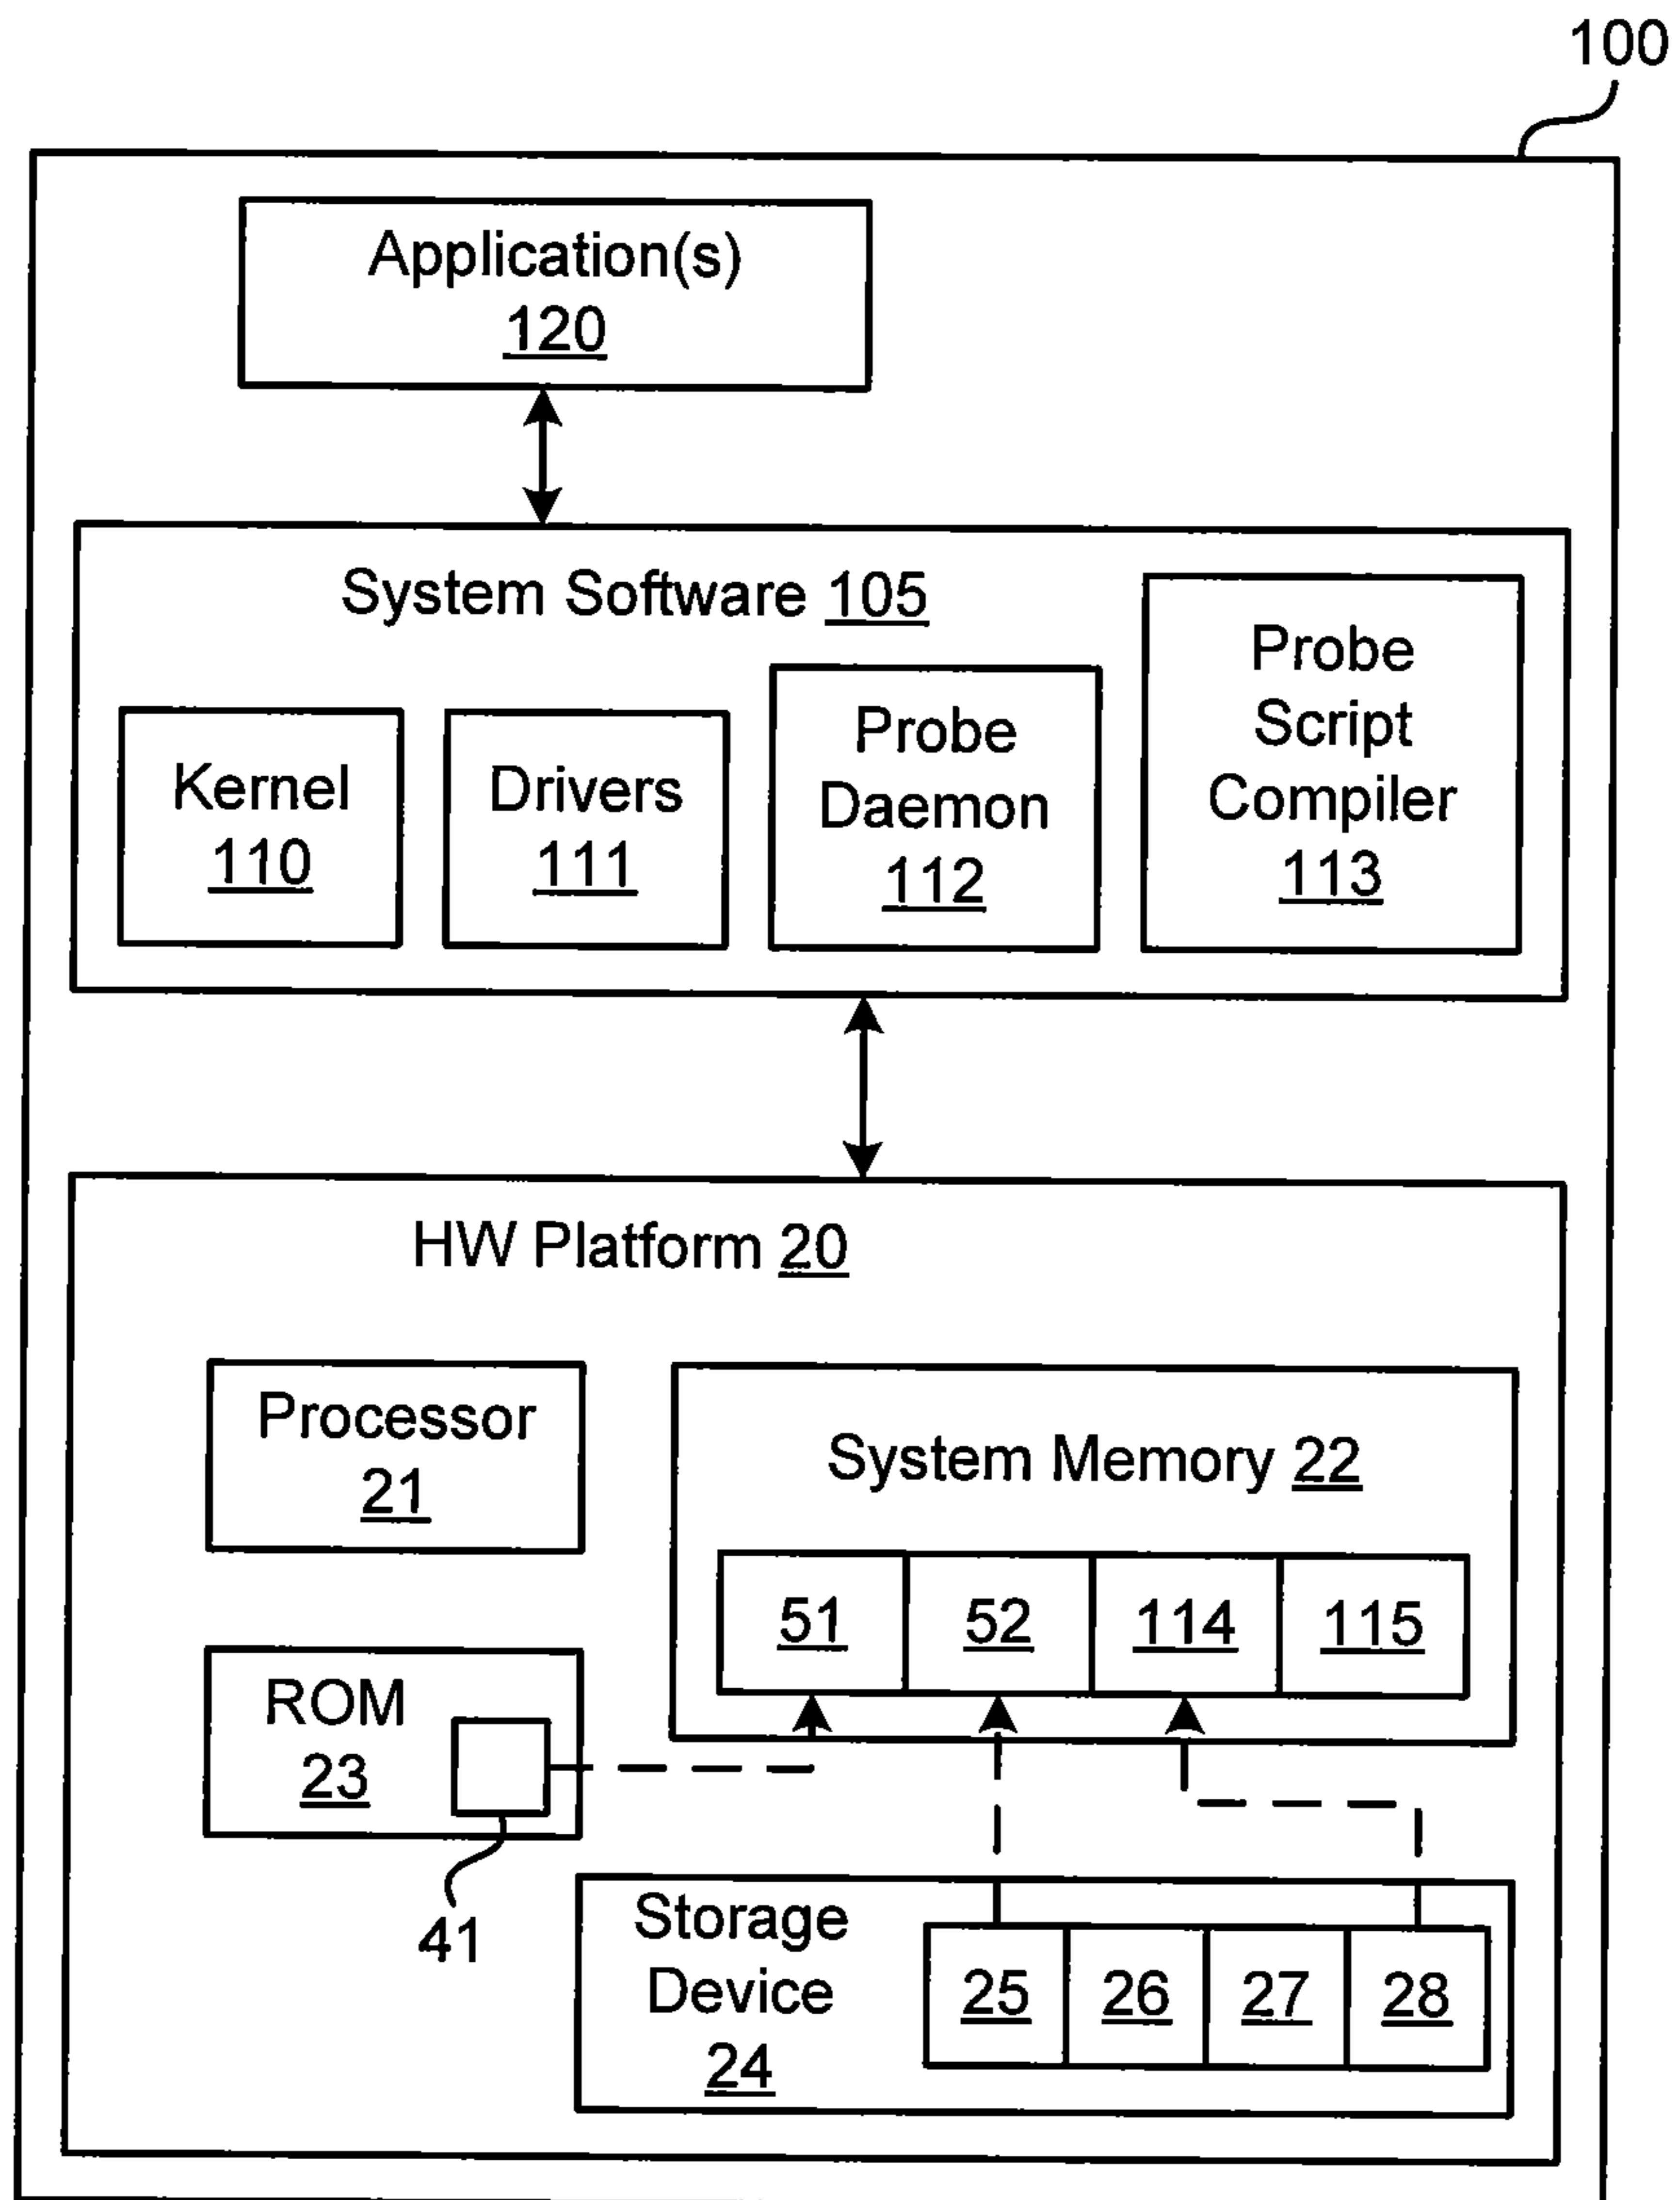 100
Application(s)
120
System Software 105
Kernel
110
Drivers
111
Probe
Daemon
112
Probe
Script
Compiler
113
HW Platform 20
Processor
21
System Memory 22
51 52 114 115
ROM
23
41
Storage
Device
24
25 26 27 28